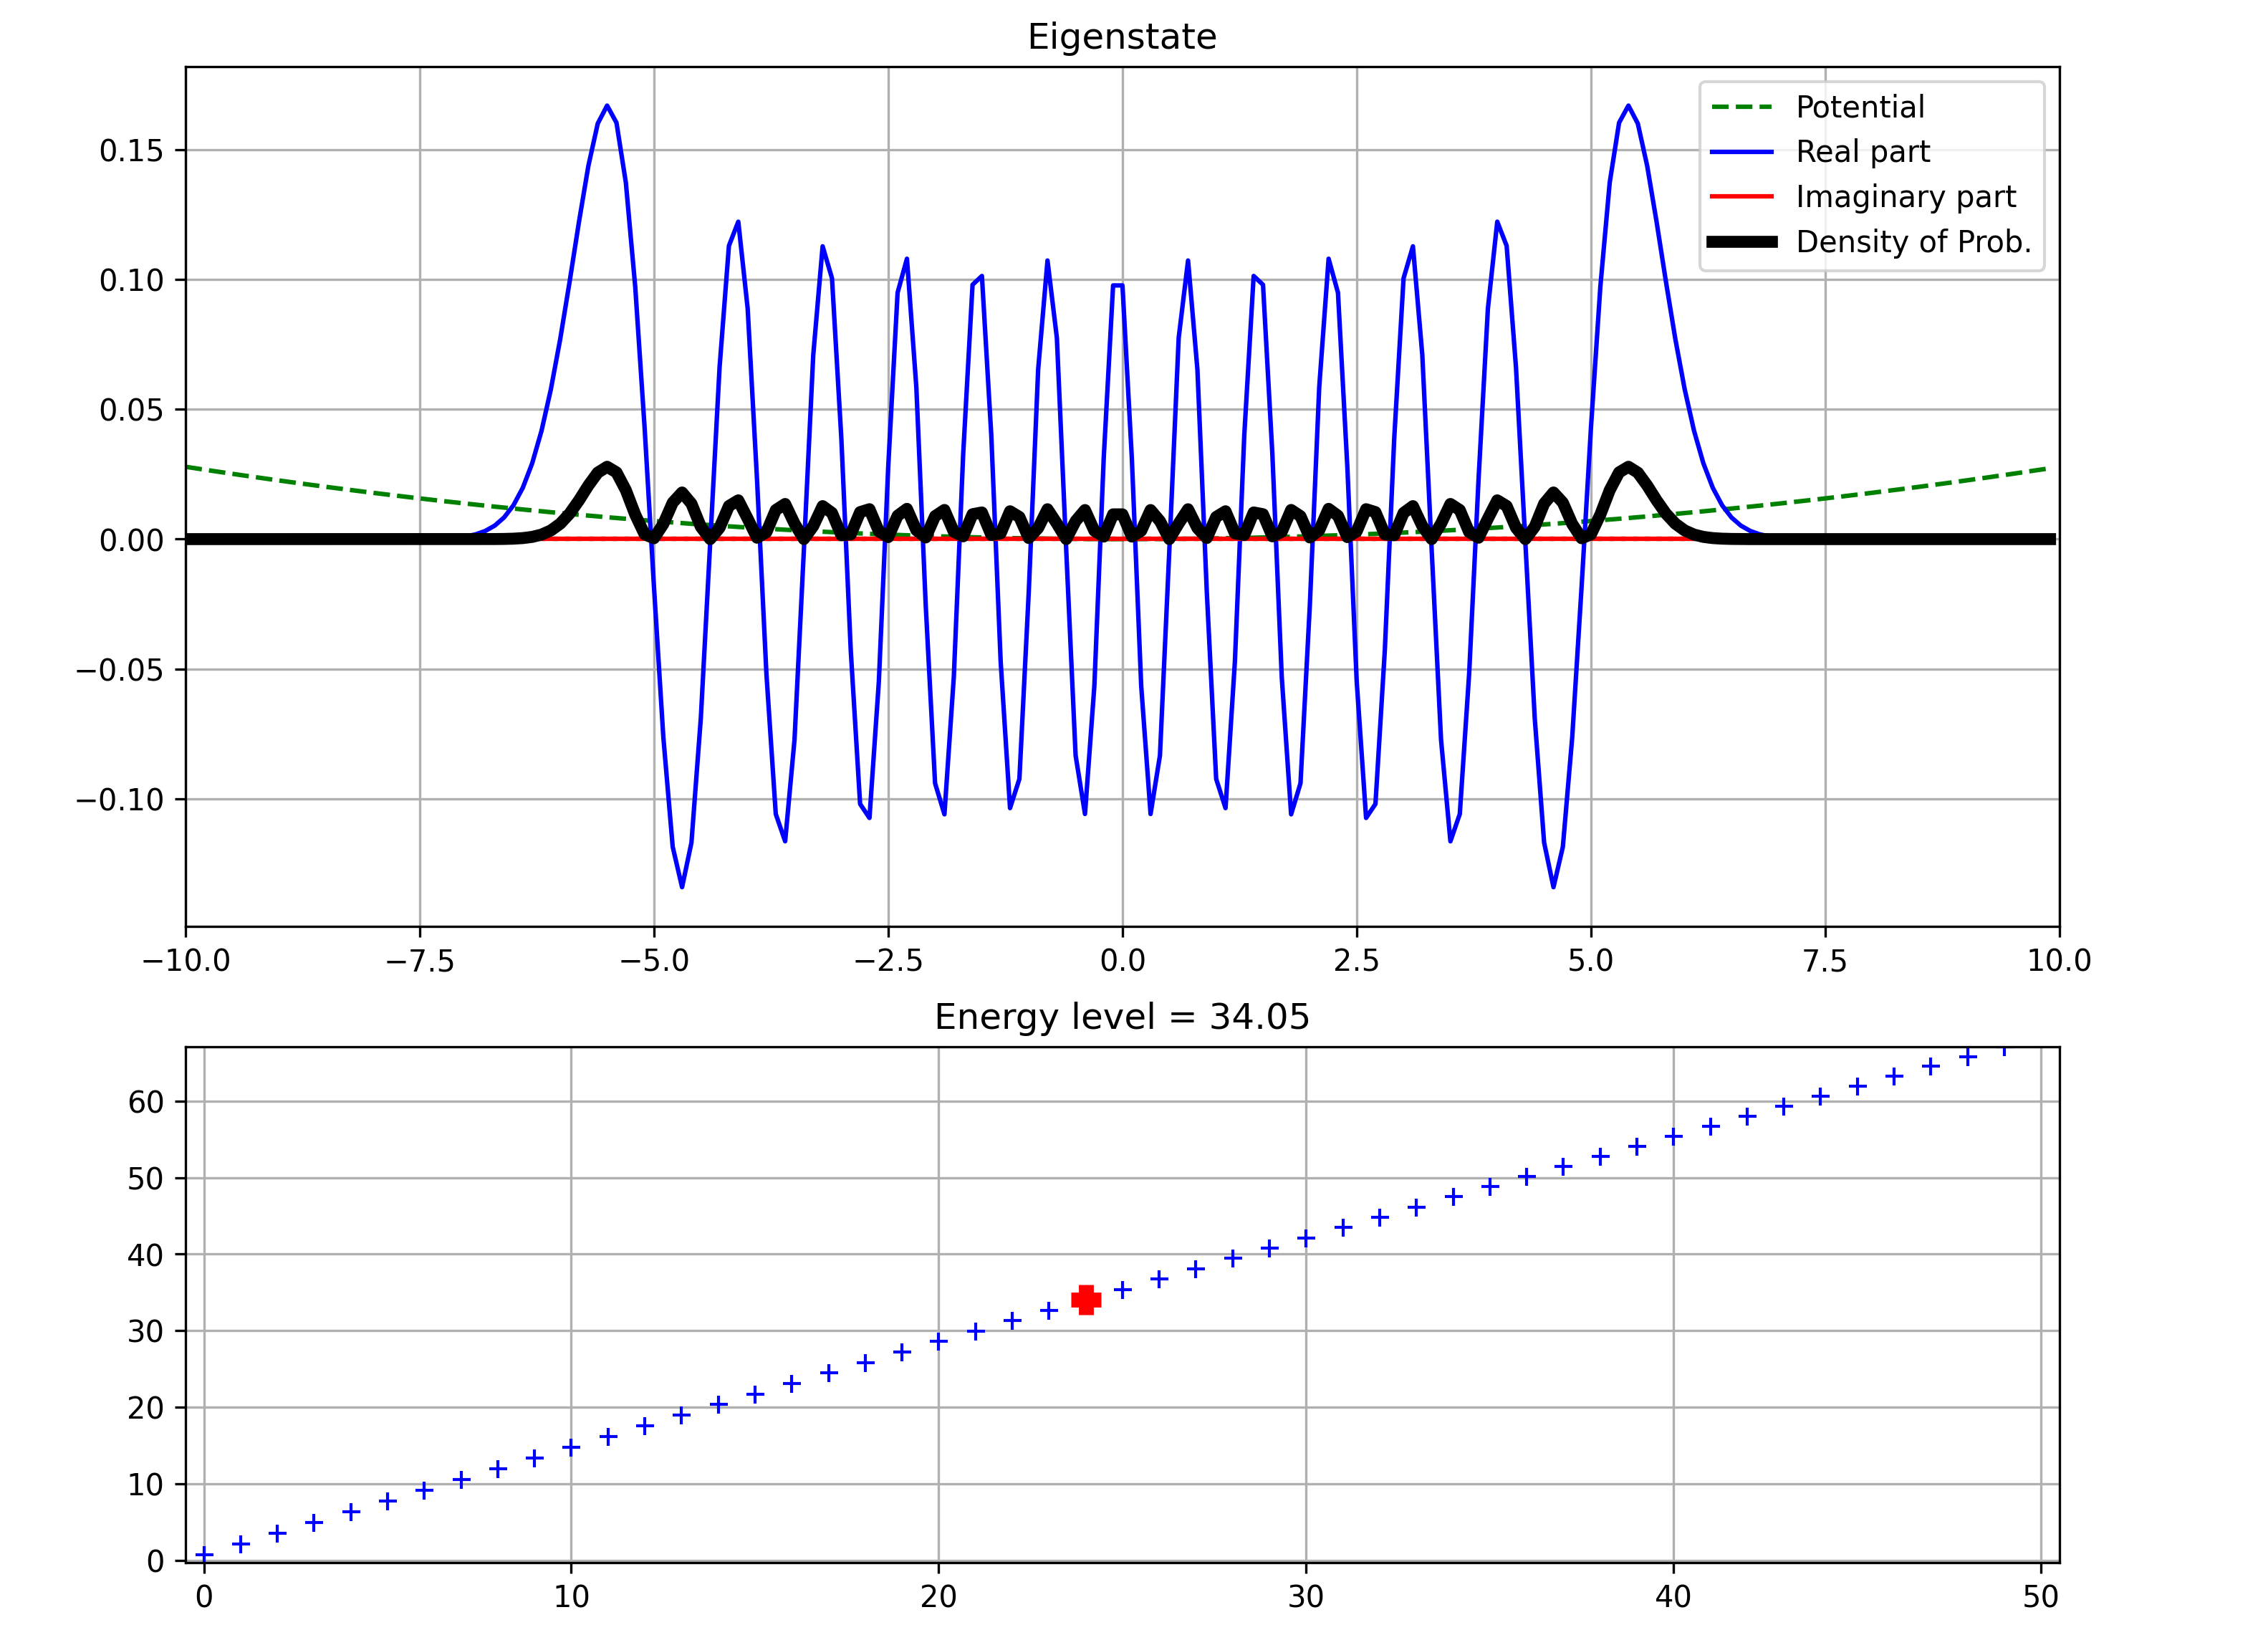 Eigenstate
Potential
Real part
Imaginary part
Density of Prob.
0.15
0.10
0.05
0.00
−0.05
−0.10
−10.0 −7.5 −5.0 −2.5 0.0 2.5 5.0 7.5 10.0
Energy level = 34.05
60
50
40
30
20
10
0
0 10 20 30 40 50